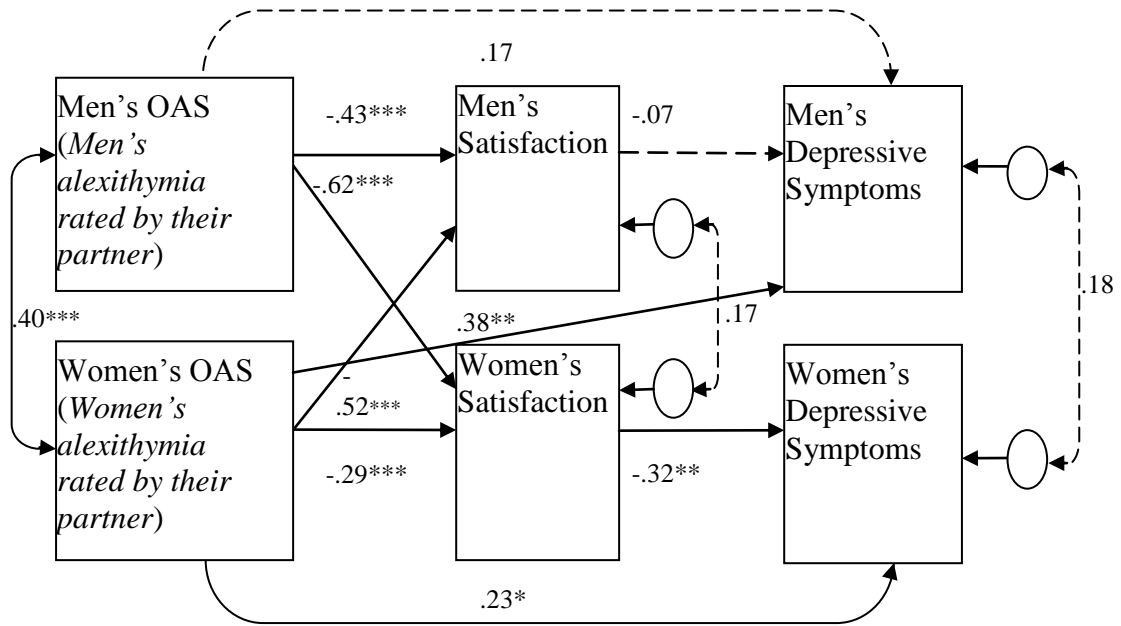 .17
Men’s OAS
(Men’s
alexithymia
rated by their
partner)
-.43***
-.62***
Men’s
Satisfaction
-.07
Men’s
Depressive
Symptoms
.40***
.38**
.17
.18
Women’s OAS
(Women’s
alexithymia
rated by their
partner)
-
.52***
-.29***
Women’s
Satisfaction
-.32**
Women’s
Depressive
Symptoms
.23*